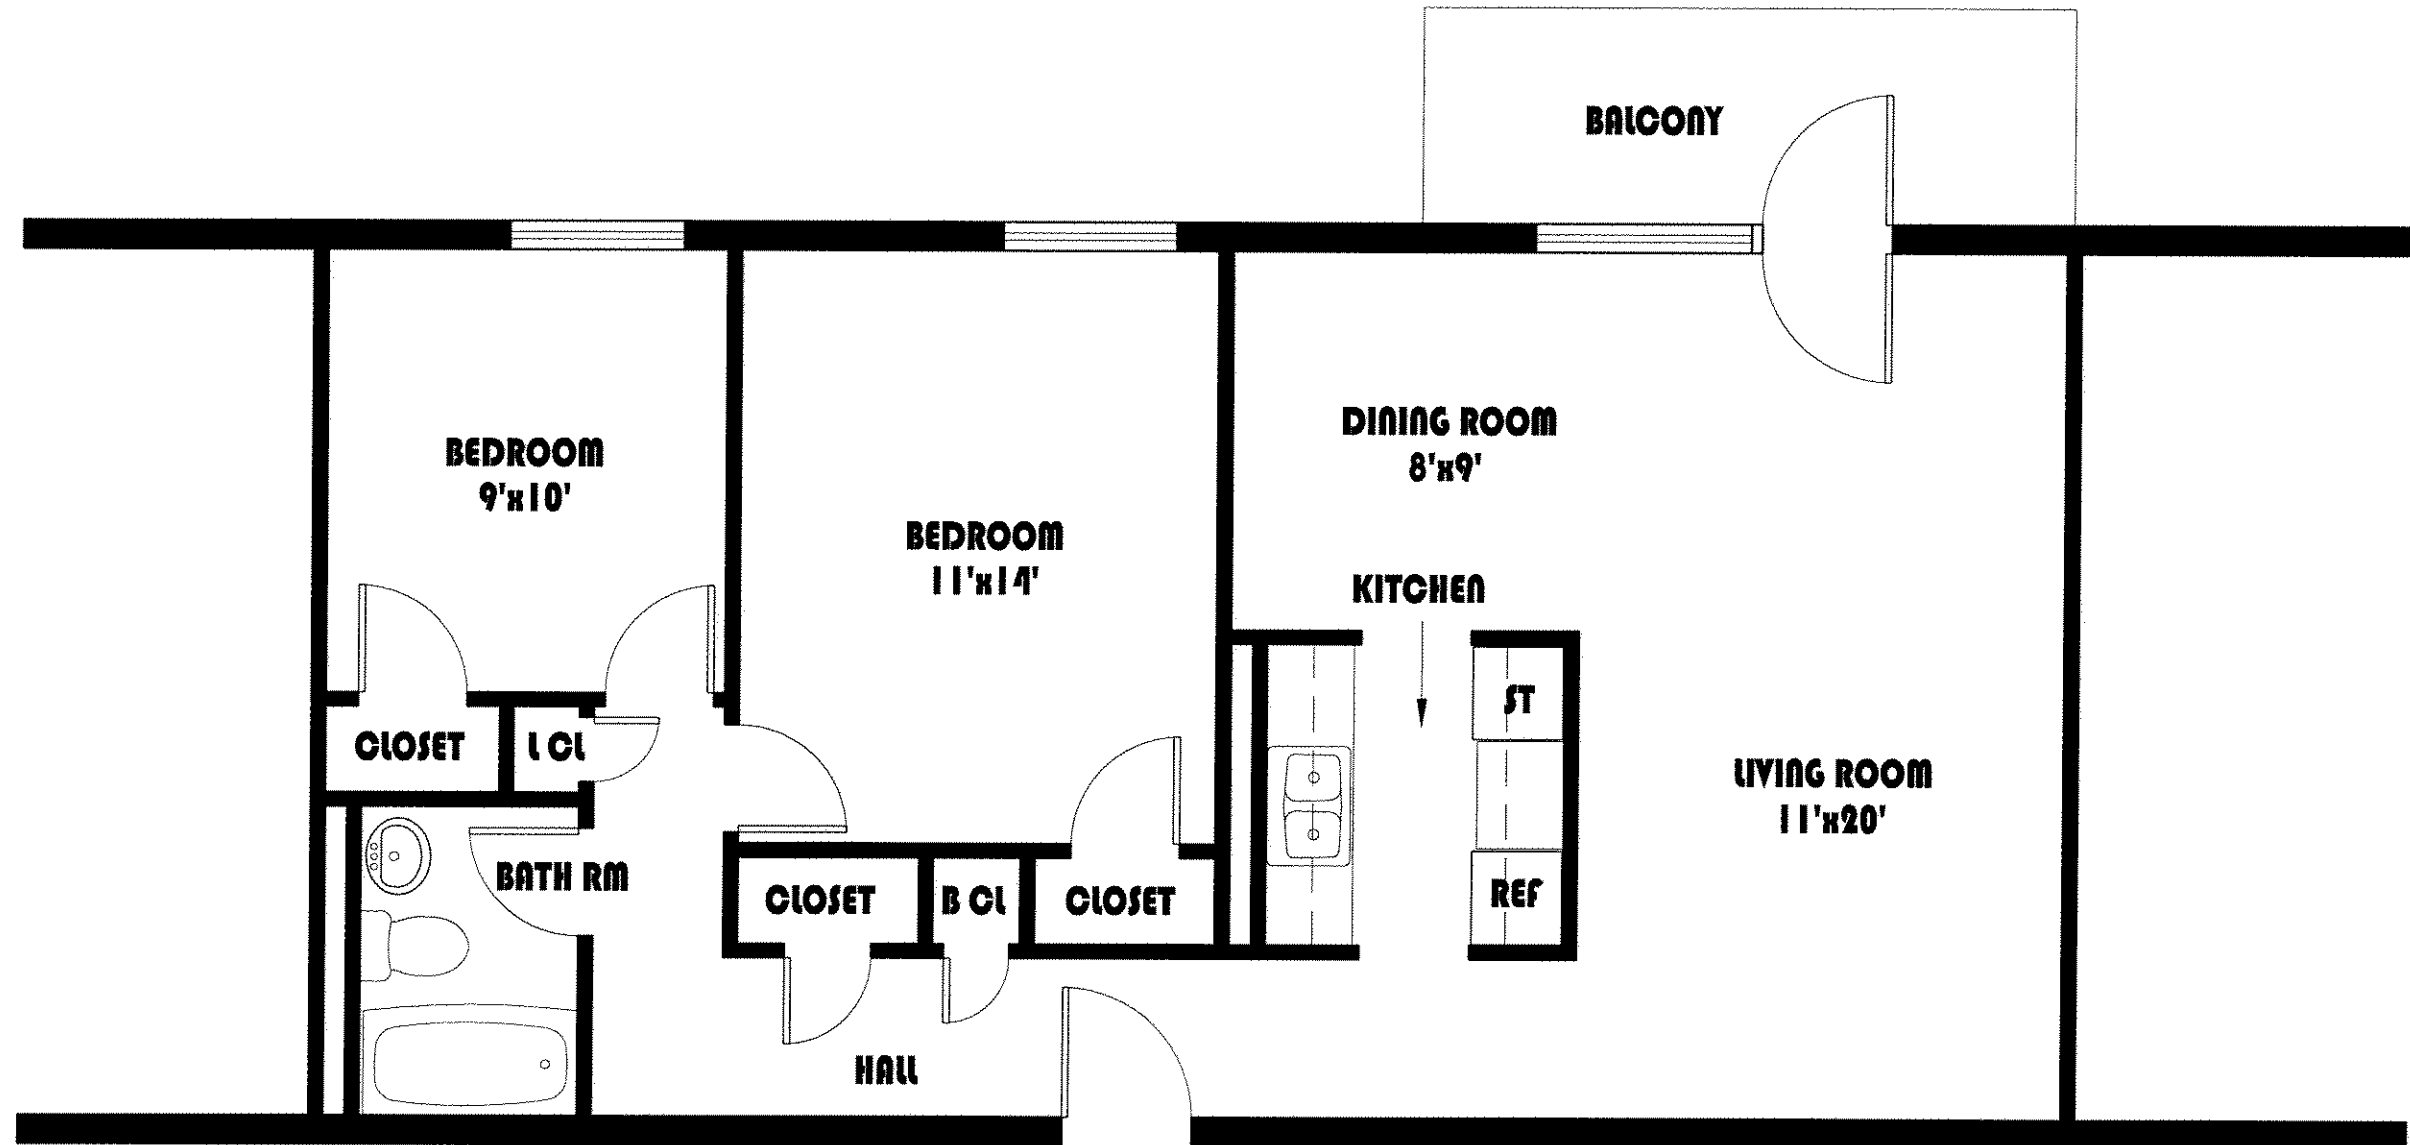 BALCONY
DINING ROOM
8'x9'
BEDROOM
9'x10'
BEDROOM
11'x14'
KITCHEN
ST
CLOSET
L CL
LIVING ROOM
11'x20'
BATH RM
CLOSET
B CL
CLOSET
REF
HALL